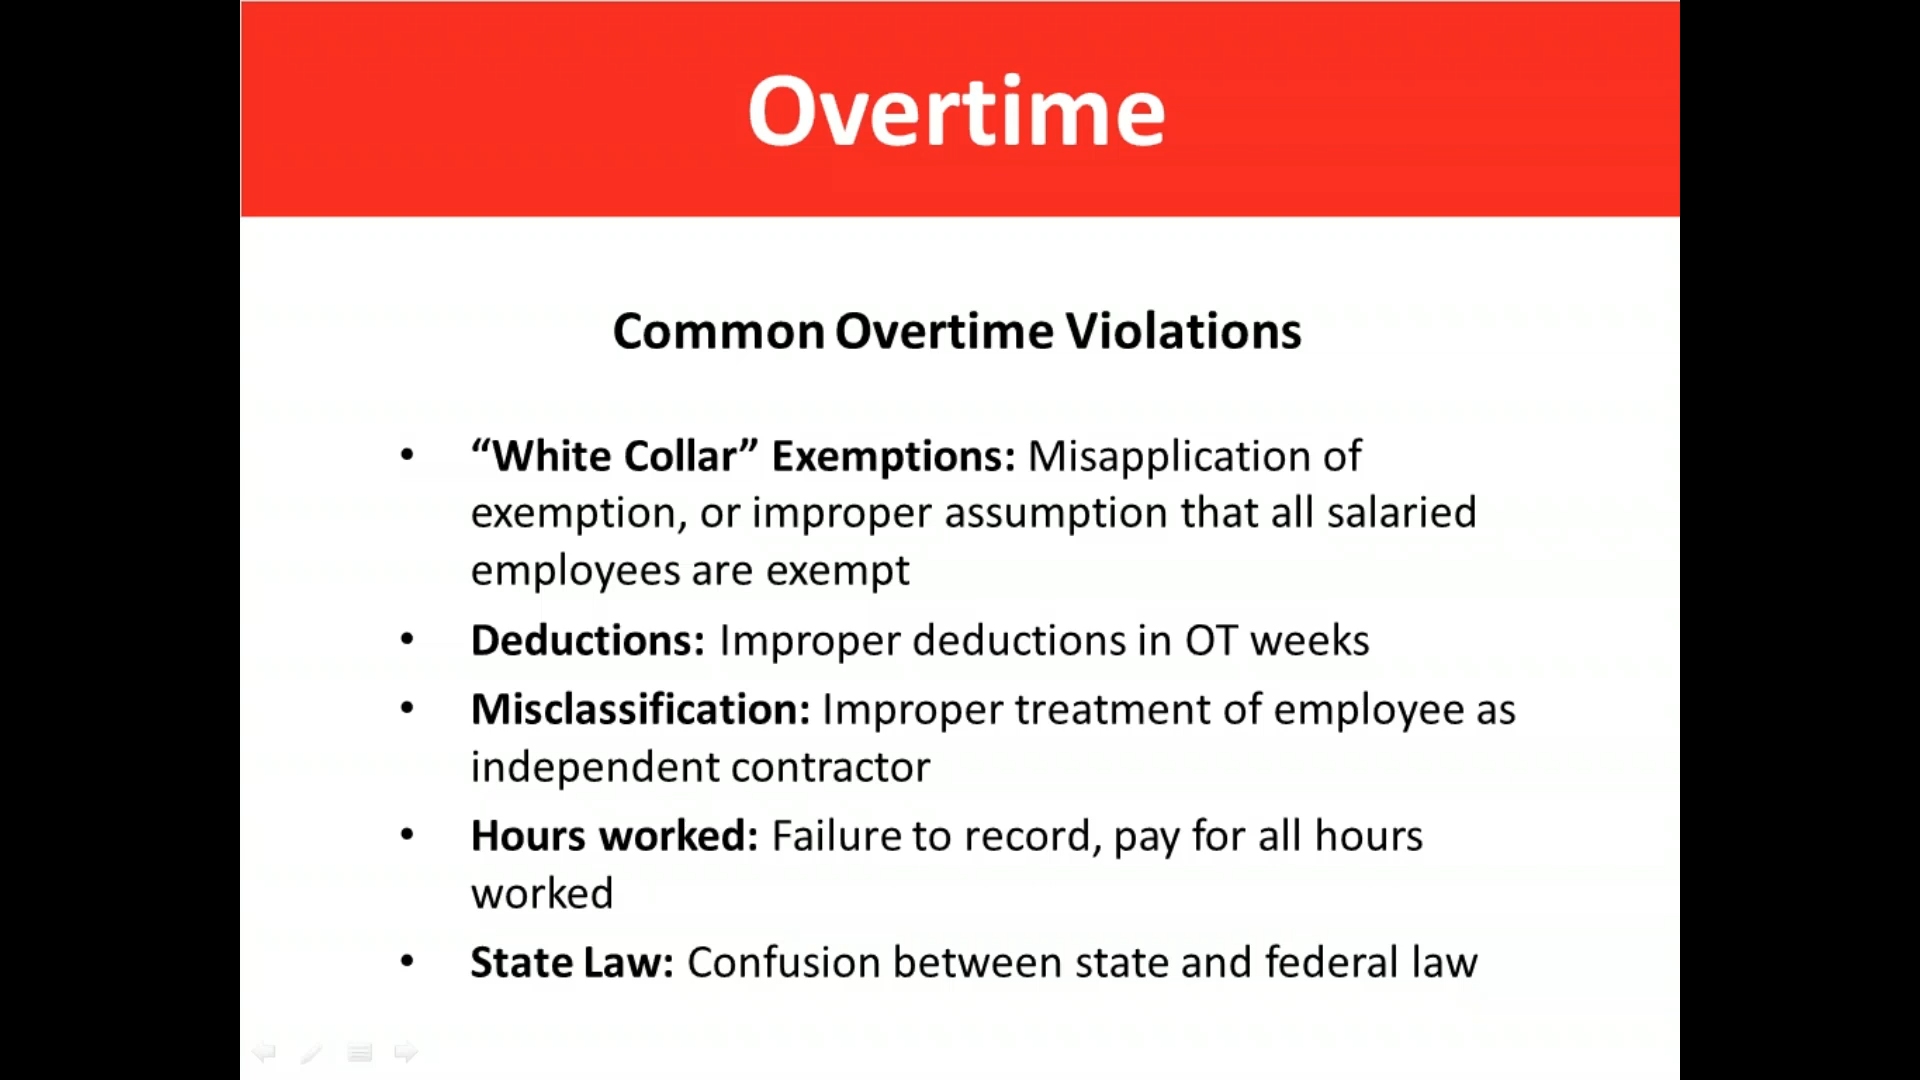 Overtime
Common Overtime Violations
• “White Collar” Exemptions: Misapplication of
exemption, or improper assumption that all salaried
employees are exempt
• Deductions: Improper deductions in OT weeks
• Misclassification: Improper treatment of employee as
independent contractor
• Hours worked: Failure to record, pay for all hours
worked
• State Law: Confusion between state and federal law